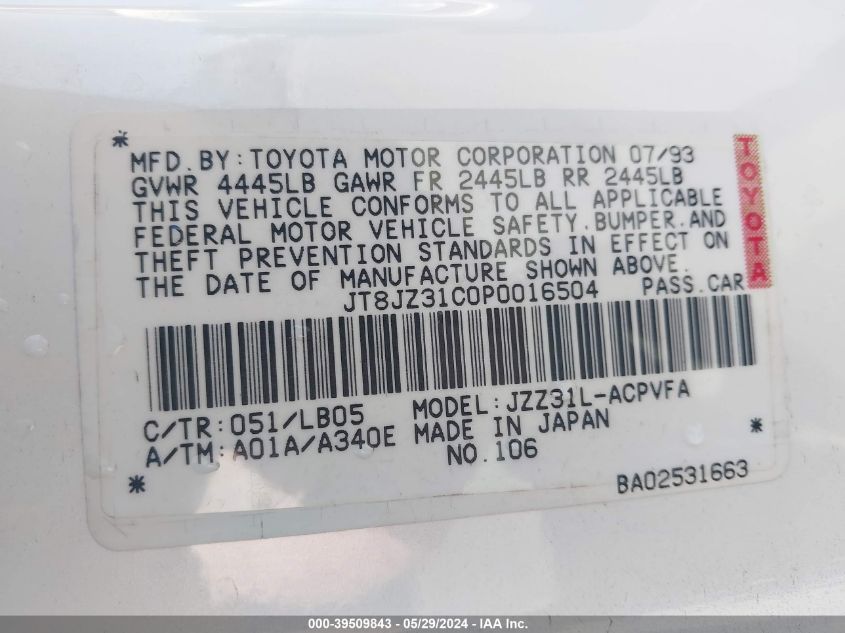 MFD.BY:TOYOTA MOTOR CORPORATION 07/93
GVWR 4445LB GAWR FR 2445LB RR 2445LB
THIS VEHICLE CONFORMS TO ALL APPLICABLE
FEDERAL MOTOR VEHICLE SAFETY.BUMPER.AND
THEFT PREVENTION STANDARDS IN EFFECT ON
THE DATE OF MANUFACTURE SHOWN ABOVE.
JT8JZ31C0P0016504 PASS.CAR
TOYOTA
C/TR:051/LB05 MODEL:JZZ31L-ACPVFA
A/TM:A01A/A340E MADE IN JAPAN
NO.106
BA02531663
000-39509843 - 05/29/2024 - IAA Inc.